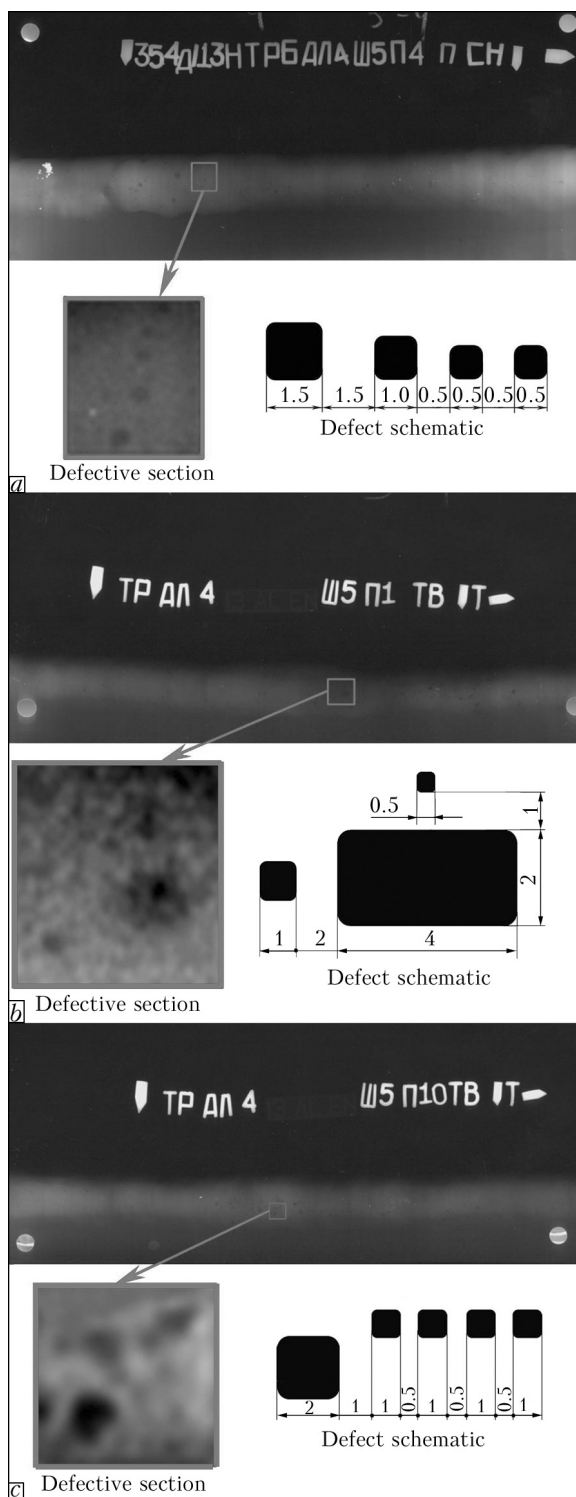 354ДЦ13НТРБДЛАШ5П4 П СН
1.5 1.5 1.0 0.5 0.5 0.5 0.5
Defect schematic
Defective section
a
ТР ДЛ 4 Ш5 П1 ТВ Т
0.5
1
2
1 2 4
Defect schematic
Defective section
b
ТР ДЛ 4 Ш5 П10ТВ Т
2 1 1 0.5 1 0.5 1 0.5 1
Defect schematic
Defective section
c